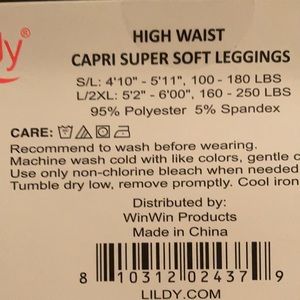 dy®
HIGH WAIST
CAPRI SUPER SOFT LEGGINGS
S/L: 4'10" - 5'11", 100 - 180 LBS
L/2XL: 5'2" - 6'00", 160 - 250 LBS
95% Polyester 5% Spandex
CARE:
Recommend to wash before wearing.
Machine wash cold with like colors, gentle c
Use only non-chlorine bleach when needed
Tumble dry low, remove promptly. Cool iron
Distributed by:
WinWin Products
Made in China
8 10312 02437 9
LILDY.COM